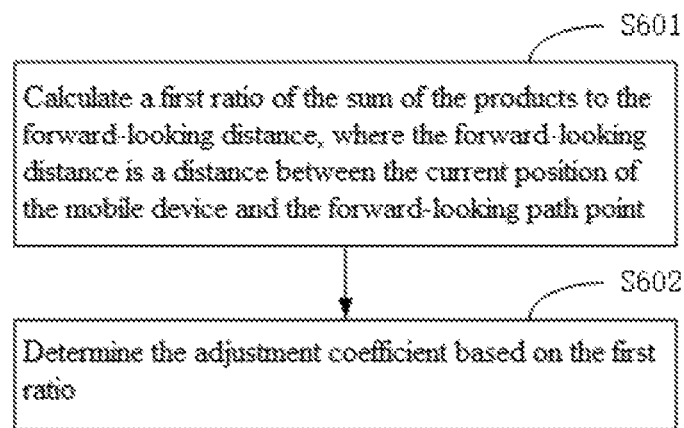 S601
Calculate a first ratio of the sum of the products to the
forward-looking distance, where the forward-looking
distance is a distance between the current position of
the mobile device and the forward-looking path point
S602
Determine the adjustment coefficient based on the first
ratio